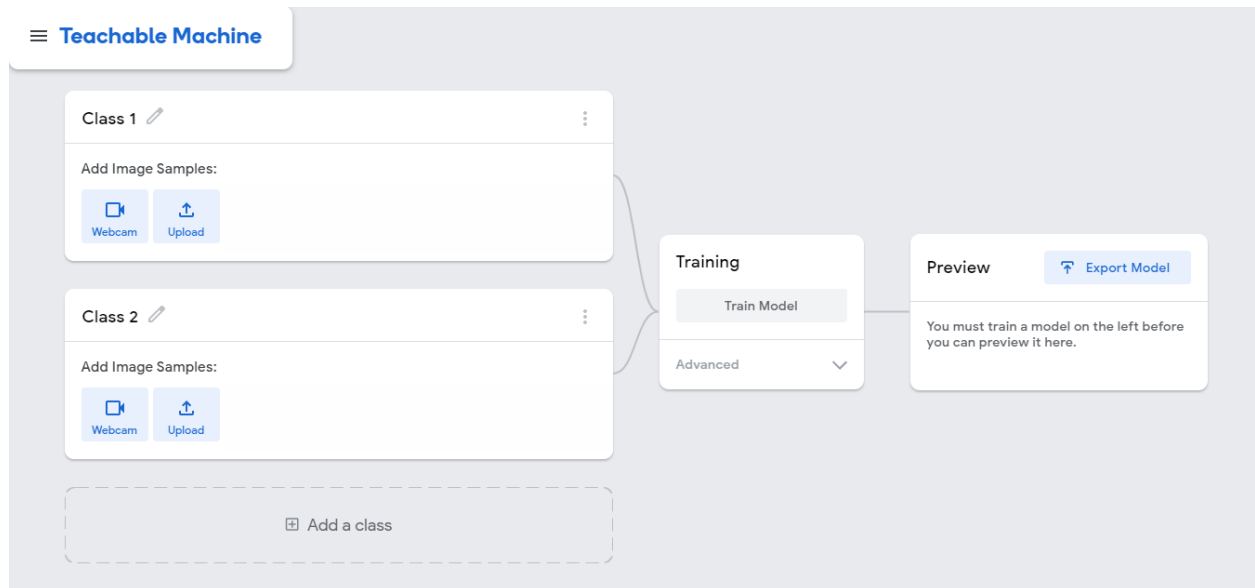 Teachable Machine
Class 1
Add Image Samples:
Webcam
Upload
Class 2
Add Image Samples:
Webcam
Upload
Add a class
Training
Train Model
Advanced
Preview
Export Model
You must train a model on the left before
you can preview it here.